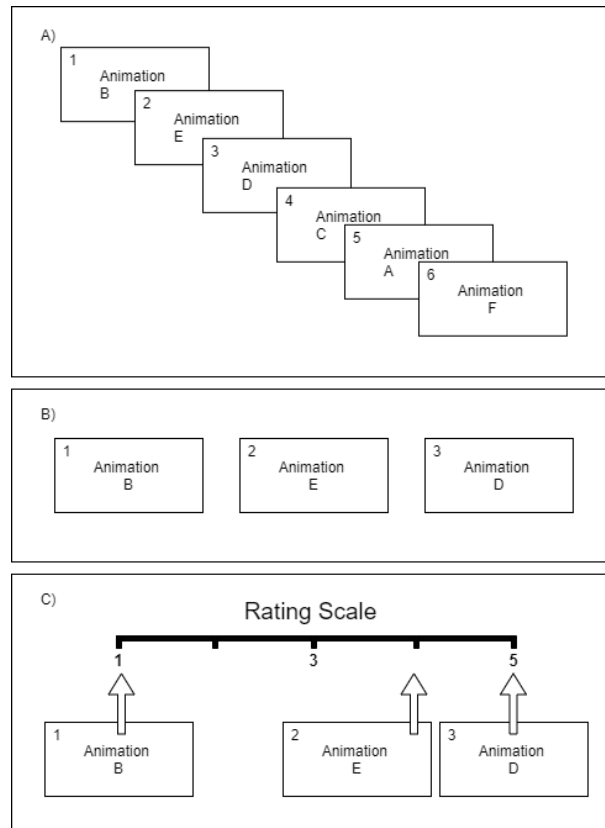 A)
1
Animation
B
2
Animation
E
3
Animation
D
4
Animation
C
5
Animation
A
6
Animation
F
B)
1
Animation
B
2
Animation
E
3
Animation
D
C)
Rating Scale
1 3 5
1
Animation
B
2
Animation
E
3
Animation
D